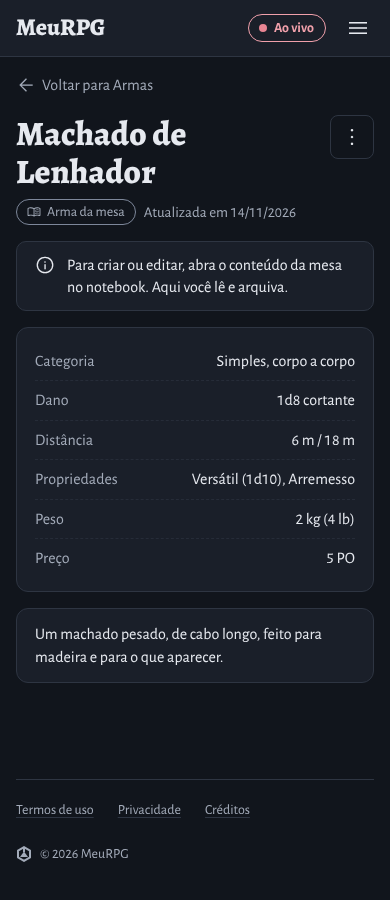 MeuRPG
Ao vivo
Voltar para Armas
Machado de
Lenhador
Arma da mesa
Atualizada em 14/11/2026
Para criar ou editar, abra o conteúdo da mesa
no notebook. Aqui você lê e arquiva.
Categoria Simples, corpo a corpo
Dano 1d8 cortante
Distância 6 m / 18 m
Propriedades Versátil (1d10), Arremesso
Peso 2 kg (4 lb)
Preço 5 PO
Um machado pesado, de cabo longo, feito para
madeira e para o que aparecer.
Termos de uso Privacidade Créditos
© 2026 MeuRPG